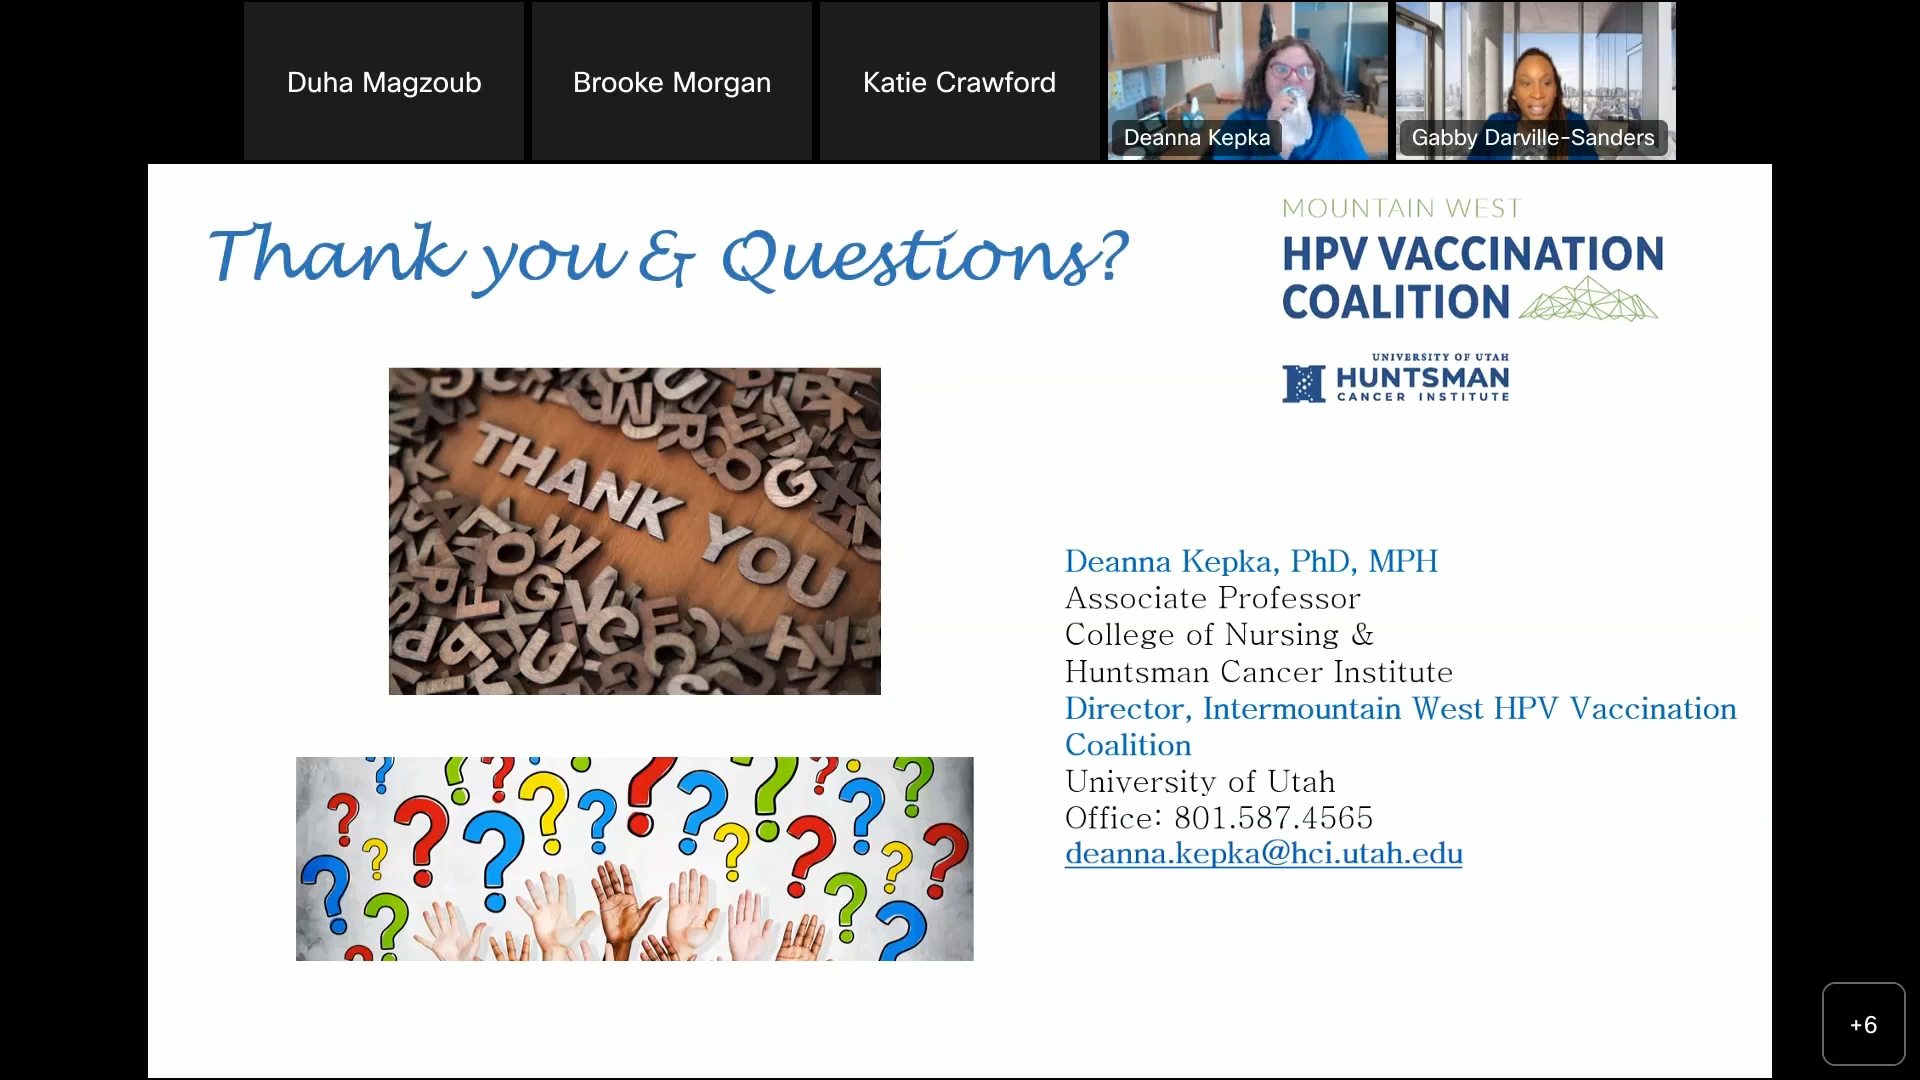 Duha Magzoub
Brooke Morgan
Katie Crawford
Deanna Kepka
Gabby Darville-Sanders
Thank you & Questions?
MOUNTAIN WEST
HPV VACCINATION
COALITION
UNIVERSITY OF UTAH
HUNTSMAN
CANCER INSTITUTE
THANK YOU
Deanna Kepka, PhD, MPH
Associate Professor
College of Nursing &
Huntsman Cancer Institute
Director, Intermountain West HPV Vaccination
Coalition
University of Utah
Office: 801.587.4565
deanna.kepka@hci.utah.edu
+6